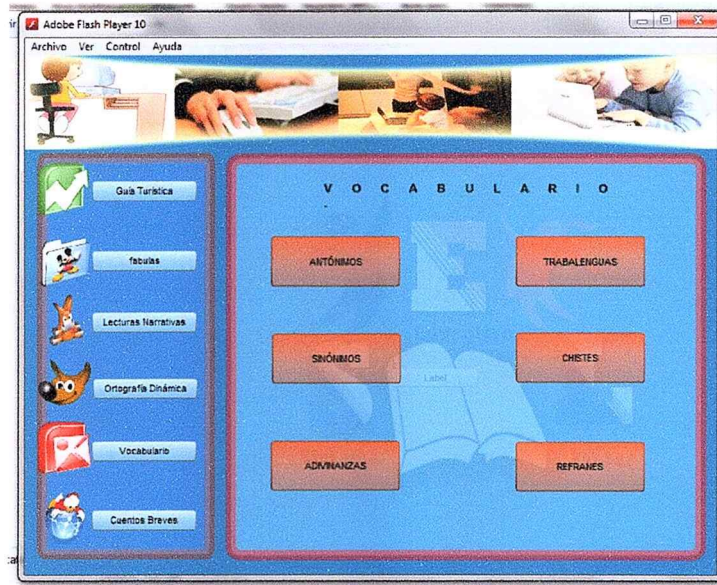 Adobe Flash Player 10
Archivo Ver Control Ayuda
Guía Turística
fabulas
Lecturas Narrativas
Ortografía Dinámica
Vocabulario
Cuentos Breves
VOCABULARIO
ANTÓNIMOS
TRABALENGUAS
SINÓNIMOS
CHISTES
ADIVINANZAS
REFRANES
E
Label